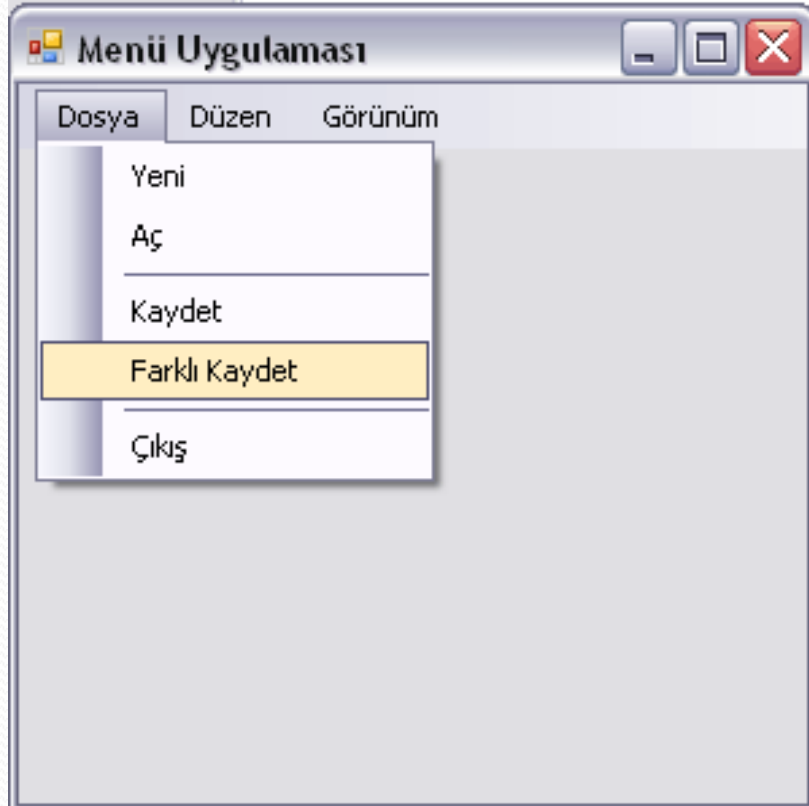 Menü Uygulaması
Dosya Düzen Görünüm
Yeni
Aç
Kaydet
Farklı Kaydet
Çıkış